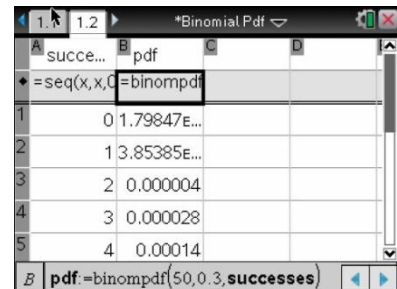 1.1 1.2 *Binomial Pdf
A succe... B pdf C D E
=seq(x,x,0 =binompdf
1 0 1.79847E...
2 1 3.85385E...
3 2 0.000004
4 3 0.000028
5 4 0.00014
B pdf:=binompdf(50,0.3,successes)